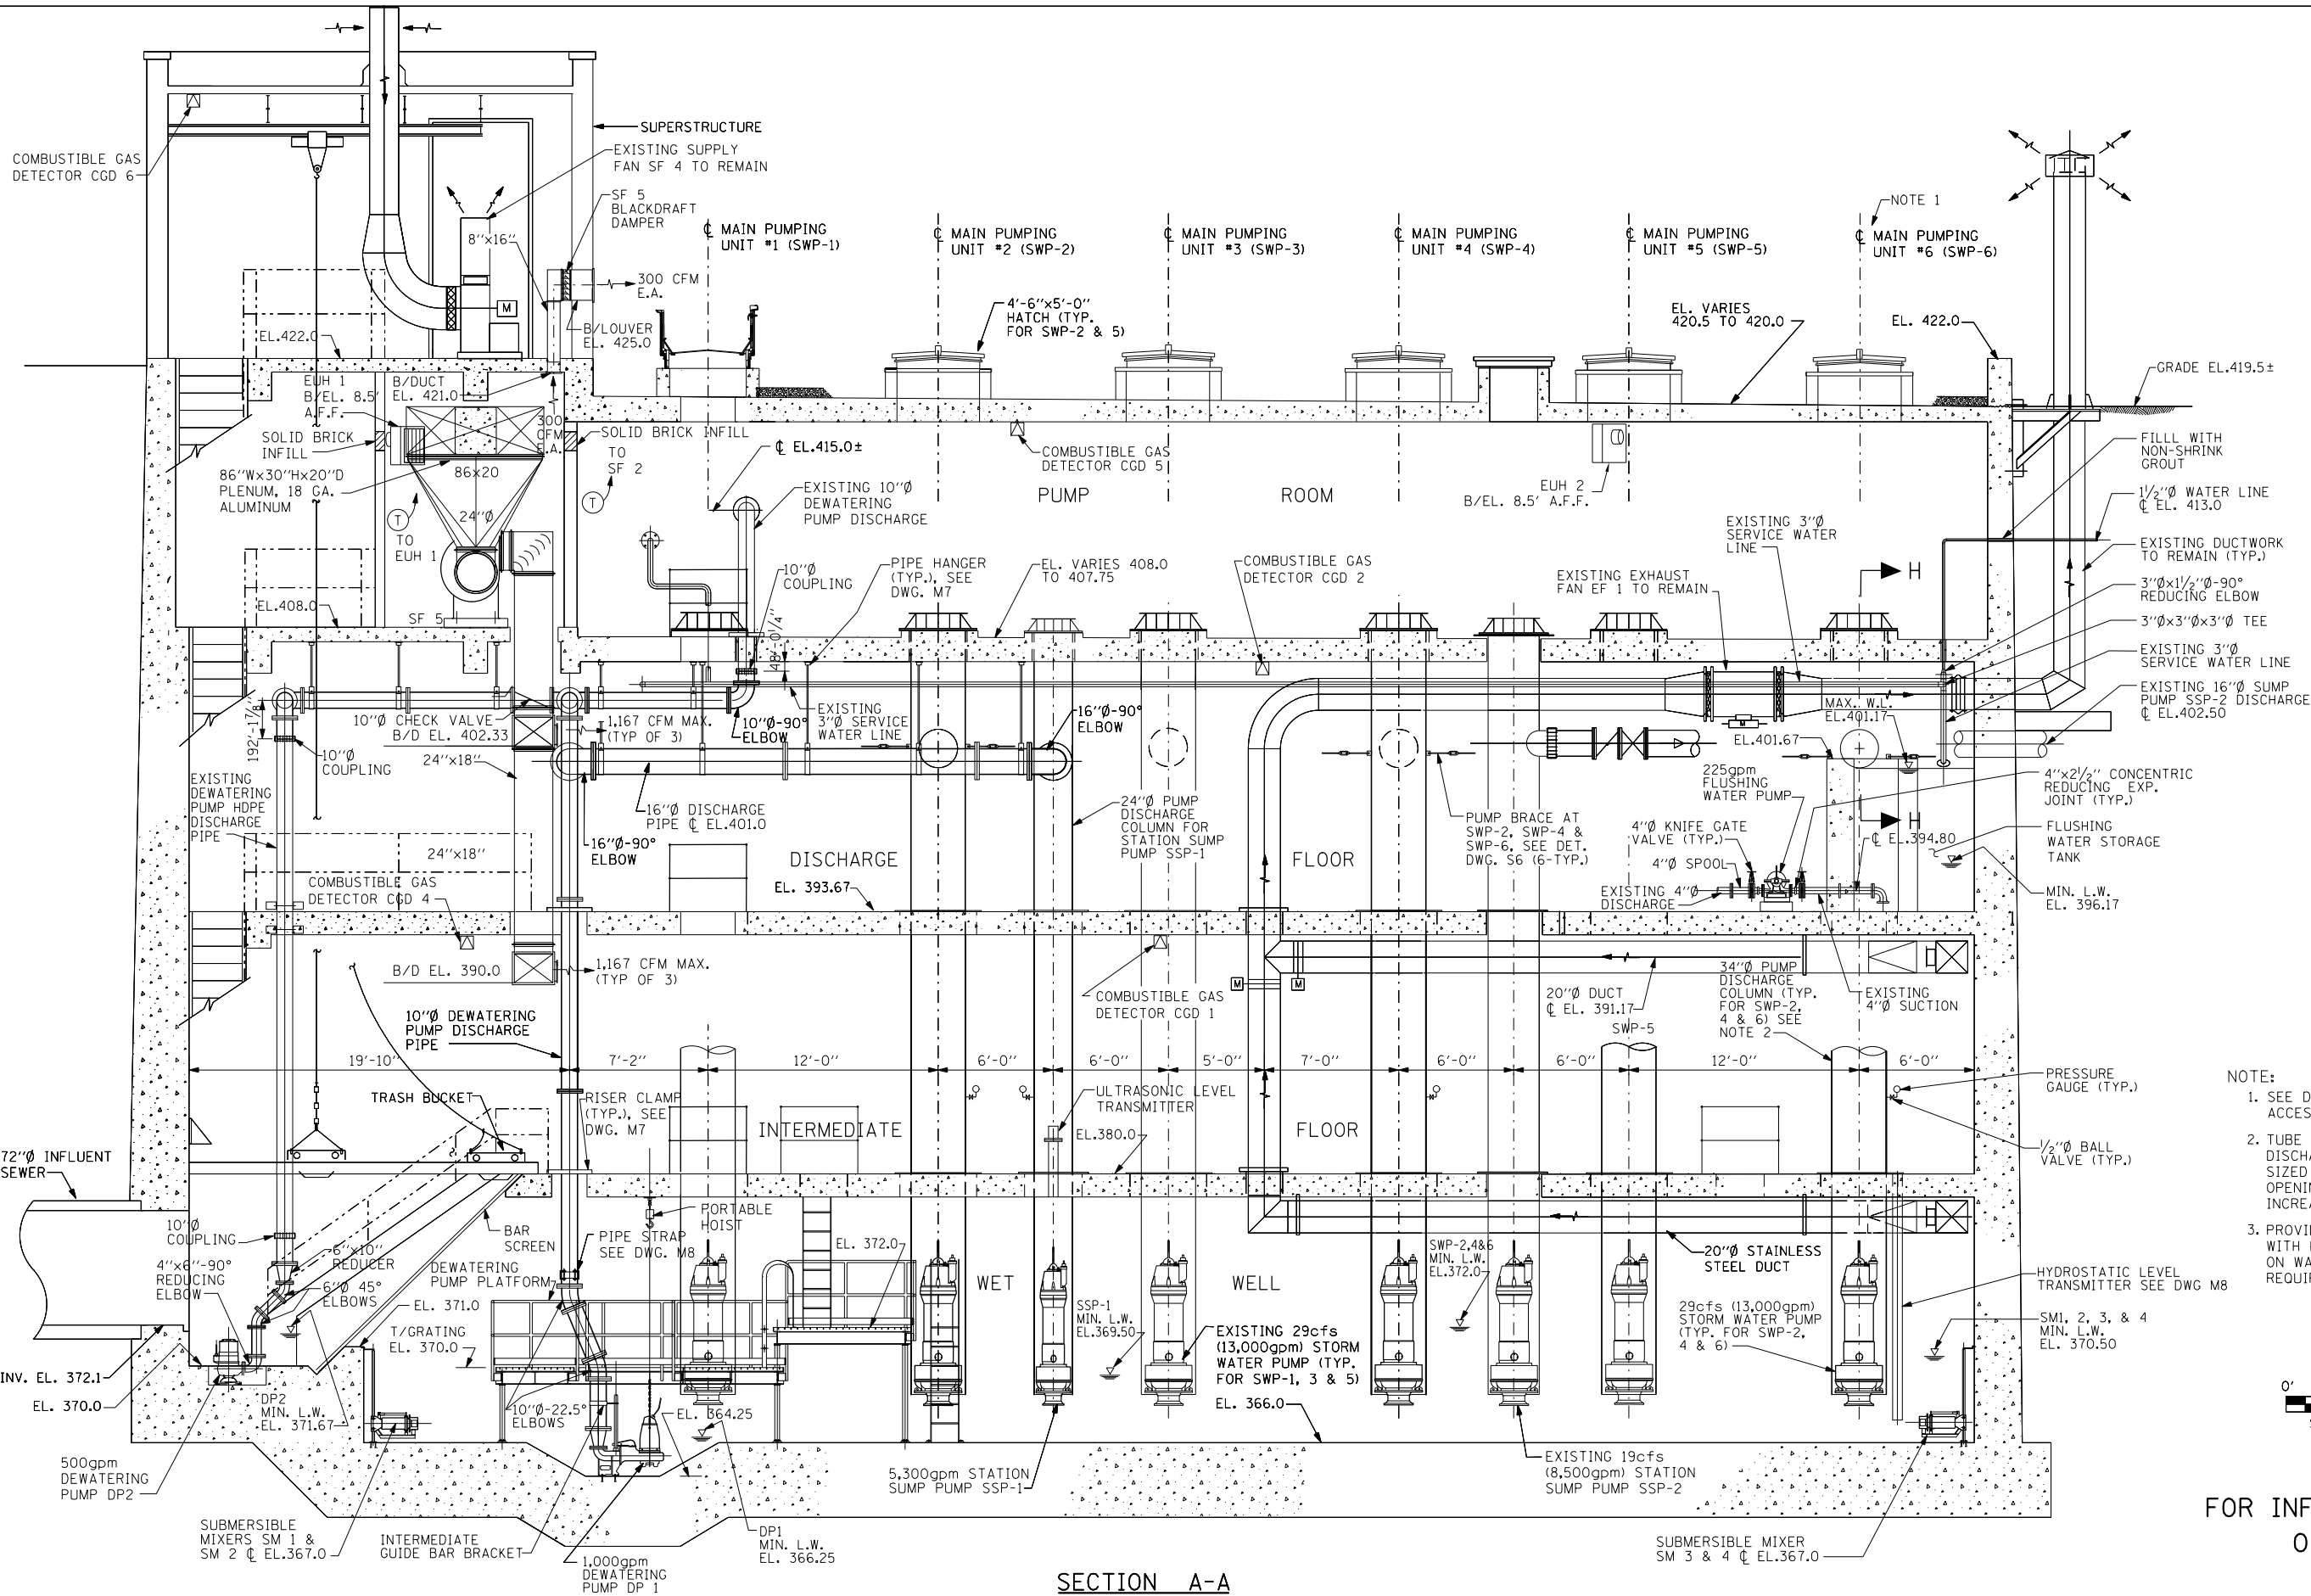 COMBUSTIBLE GAS
DETECTOR CGD 6
SUPERSTRUCTURE
EXISTING SUPPLY
FAN SF 4 TO REMAIN
SF 5
BLACKDRAFT
DAMPER
8"x16"
300 CFM
E.A.
M
B/LOUVER
EL. 425.0
℄ MAIN PUMPING
UNIT #1 (SWP-1)
℄ MAIN PUMPING
UNIT #2 (SWP-2)
℄ MAIN PUMPING
UNIT #3 (SWP-3)
℄ MAIN PUMPING
UNIT #4 (SWP-4)
℄ MAIN PUMPING
UNIT #5 (SWP-5)
NOTE 1
℄ MAIN PUMPING
UNIT #6 (SWP-6)
4'-6"x5'-0"
HATCH (TYP.
FOR SWP-2 & 5)
EL. VARIES
420.5 TO 420.0
EL. 422.0
GRADE EL.419.5±
EL.422.0
EUH 1
B/EL. 8.5'
A.F.F.
B/DUCT
EL. 421.0
SOLID BRICK
INFILL
300
CFM
E.A.
SOLID BRICK INFILL
TO
SF 2
T
86"Wx30"Hx20"D
PLENUM, 18 GA.
ALUMINUM
86x20
24"Ø
T
TO
EUH 1
℄ EL.415.0±
EXISTING 10"Ø
DEWATERING
PUMP DISCHARGE
COMBUSTIBLE GAS
DETECTOR CGD 5
PUMP ROOM
EUH 2
B/EL. 8.5' A.F.F.
FILLL WITH
NON-SHRINK
GROUT
1½"Ø WATER LINE
℄ EL. 413.0
EXISTING 3"Ø
SERVICE WATER
LINE
EXISTING DUCTWORK
TO REMAIN (TYP.)
3"Øx1½"Ø-90°
REDUCING ELBOW
3"Øx3"Øx3"Ø TEE
EXISTING 3"Ø
SERVICE WATER LINE
EXISTING 16"Ø SUMP
PUMP SSP-2 DISCHARGE
℄ EL.402.50
H
EL.408.0
SF 5
10"Ø
COUPLING
48'-0¼"
PIPE HANGER
(TYP.), SEE
DWG. M7
EL. VARIES 408.0
TO 407.75
COMBUSTIBLE GAS
DETECTOR CGD 2
EXISTING EXHAUST
FAN EF 1 TO REMAIN
M
MAX. W.L.
EL.401.17
EL.401.67
10"Ø CHECK VALVE
B/D EL. 402.33
24"x18"
10"Ø
COUPLING
1,167 CFM MAX.
(TYP OF 3)
10"Ø-90°
ELBOW
EXISTING
3"Ø SERVICE
WATER LINE
16"Ø-90°
ELBOW
EXISTING
DEWATERING
PUMP HDPE
DISCHARGE
PIPE
16"Ø DISCHARGE
PIPE ℄ EL.401.0
16"Ø-90°
ELBOW
24"Ø PUMP
DISCHARGE
COLUMN FOR
STATION SUMP
PUMP SSP-1
PUMP BRACE AT
SWP-2, SWP-4 &
SWP-6, SEE DET.
DWG. S6 (6-TYP.)
225gpm
FLUSHING
WATER PUMP
4"Ø KNIFE GATE
VALVE (TYP.)
4"Ø SPOOL
EXISTING 4"Ø
DISCHARGE
H
℄ EL.394.80
4"x2½" CONCENTRIC
REDUCING EXP.
JOINT (TYP.)
FLUSHING
WATER STORAGE
TANK
MIN. L.W.
EL. 396.17
24"x18"
DISCHARGE FLOOR
EL. 393.67
COMBUSTIBLE GAS
DETECTOR CGD 4
B/D EL. 390.0
1,167 CFM MAX.
(TYP OF 3)
10"Ø DEWATERING
PUMP DISCHARGE
PIPE
COMBUSTIBLE GAS
DETECTOR CGD 1
M
M
20"Ø DUCT
℄ EL. 391.17
34"Ø PUMP
DISCHARGE
COLUMN (TYP.
FOR SWP-2,
4 & 6) SEE
NOTE 2
EXISTING
4"Ø SUCTION
SWP-5
19'-10" 7'-2" 12'-0" 6'-0" 6'-0" 5'-0" 7'-0" 6'-0" 6'-0" 12'-0" 6'-0"
TRASH BUCKET
RISER CLAMP
(TYP.), SEE
DWG. M7
ULTRASONIC LEVEL
TRANSMITTER
EL.380.0
INTERMEDIATE FLOOR
PRESSURE
GAUGE (TYP.)
½"Ø BALL
VALVE (TYP.)
NOTE:
1. SEE D
ACCES
2. TUBE
DISCHA
SIZED
OPENIN
INCREA
3. PROVI
WITH
ON WA
REQUIR
72"Ø INFLUENT
SEWER
10"Ø
COUPLING
4"x6"-90°
REDUCING
ELBOW
6"x10"
REDUCER
6"Ø 45°
ELBOWS
EL. 371.0
BAR
SCREEN
DEWATERING
PUMP PLATFORM
T/GRATING
EL. 370.0
PORTABLE
HOIST
PIPE STRAP
SEE DWG. M8
EL. 372.0
WET WELL
SSP-1
MIN. L.W.
EL.369.50
SWP-2,4&6
MIN. L.W.
EL.372.0
20"Ø STAINLESS
STEEL DUCT
EXISTING 29cfs
(13,000gpm) STORM
WATER PUMP (TYP.
FOR SWP-1, 3 & 5)
EL. 366.0
29cfs (13,000gpm)
STORM WATER PUMP
(TYP. FOR SWP-2,
4 & 6)
HYDROSTATIC LEVEL
TRANSMITTER SEE DWG M8
SM1, 2, 3, & 4
MIN. L.W.
EL. 370.50
0'
INV. EL. 372.1
EL. 370.0
DP2
MIN. L.W.
EL. 371.67
10"Ø-22.5°
ELBOWS
EL. 364.25
500gpm
DEWATERING
PUMP DP2
SUBMERSIBLE
MIXERS SM 1 &
SM 2 ℄ EL.367.0
INTERMEDIATE
GUIDE BAR BRACKET
1,000gpm
DEWATERING
PUMP DP 1
DP1
MIN. L.W.
EL. 366.25
5,300gpm STATION
SUMP PUMP SSP-1
EXISTING 19cfs
(8,500gpm) STATION
SUMP PUMP SSP-2
SUBMERSIBLE MIXER
SM 3 & 4 ℄ EL.367.0
FOR INF
O
SECTION A-A